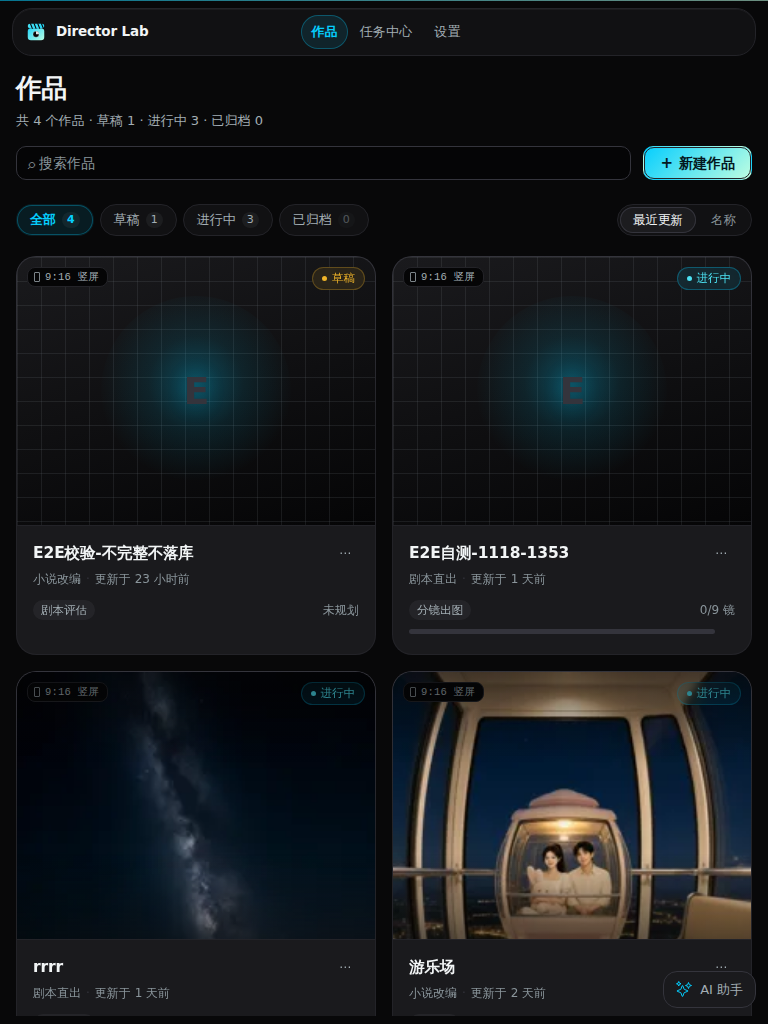 Director Lab
作品
任务中心
设置
作品
共 4 个作品 · 草稿 1 · 进行中 3 · 已归档 0
搜索作品
+ 新建作品
全部 4
草稿 1
进行中 3
已归档 0
最近更新
名称
9:16 竖屏
草稿
E
9:16 竖屏
进行中
E
E2E校验-不完整不落库
...
小说改编 · 更新于 23 小时前
剧本评估
未规划
E2E自测-1118-1353
...
剧本直出 · 更新于 1 天前
分镜出图
0/9 镜
9:16 竖屏
进行中
9:16 竖屏
进行中
rrrr
...
剧本直出 · 更新于 1 天前
游乐场
...
小说改编 · 更新于 2 天前
AI 助手